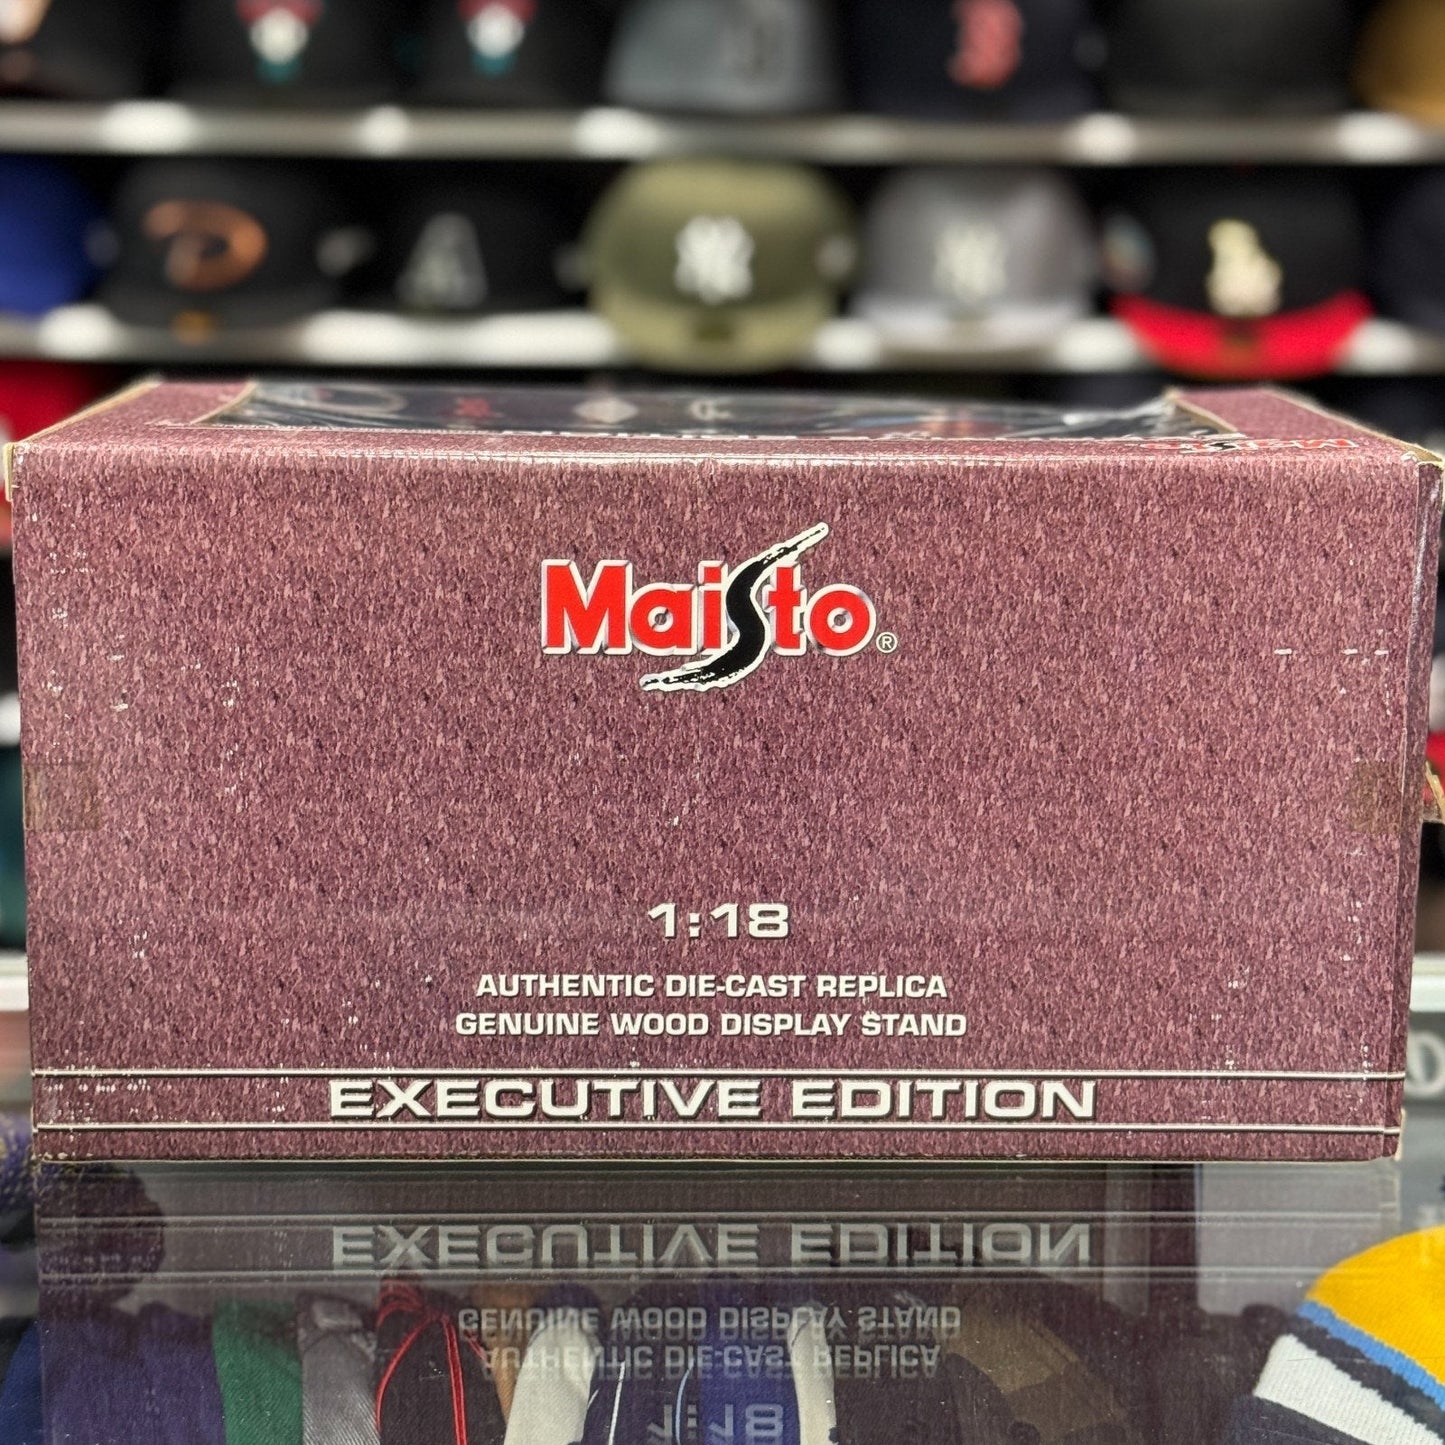 Maisto®
1:18
AUTHENTIC DIE-CAST REPLICA
GENUINE WOOD DISPLAY STAND
EXECUTIVE EDITION